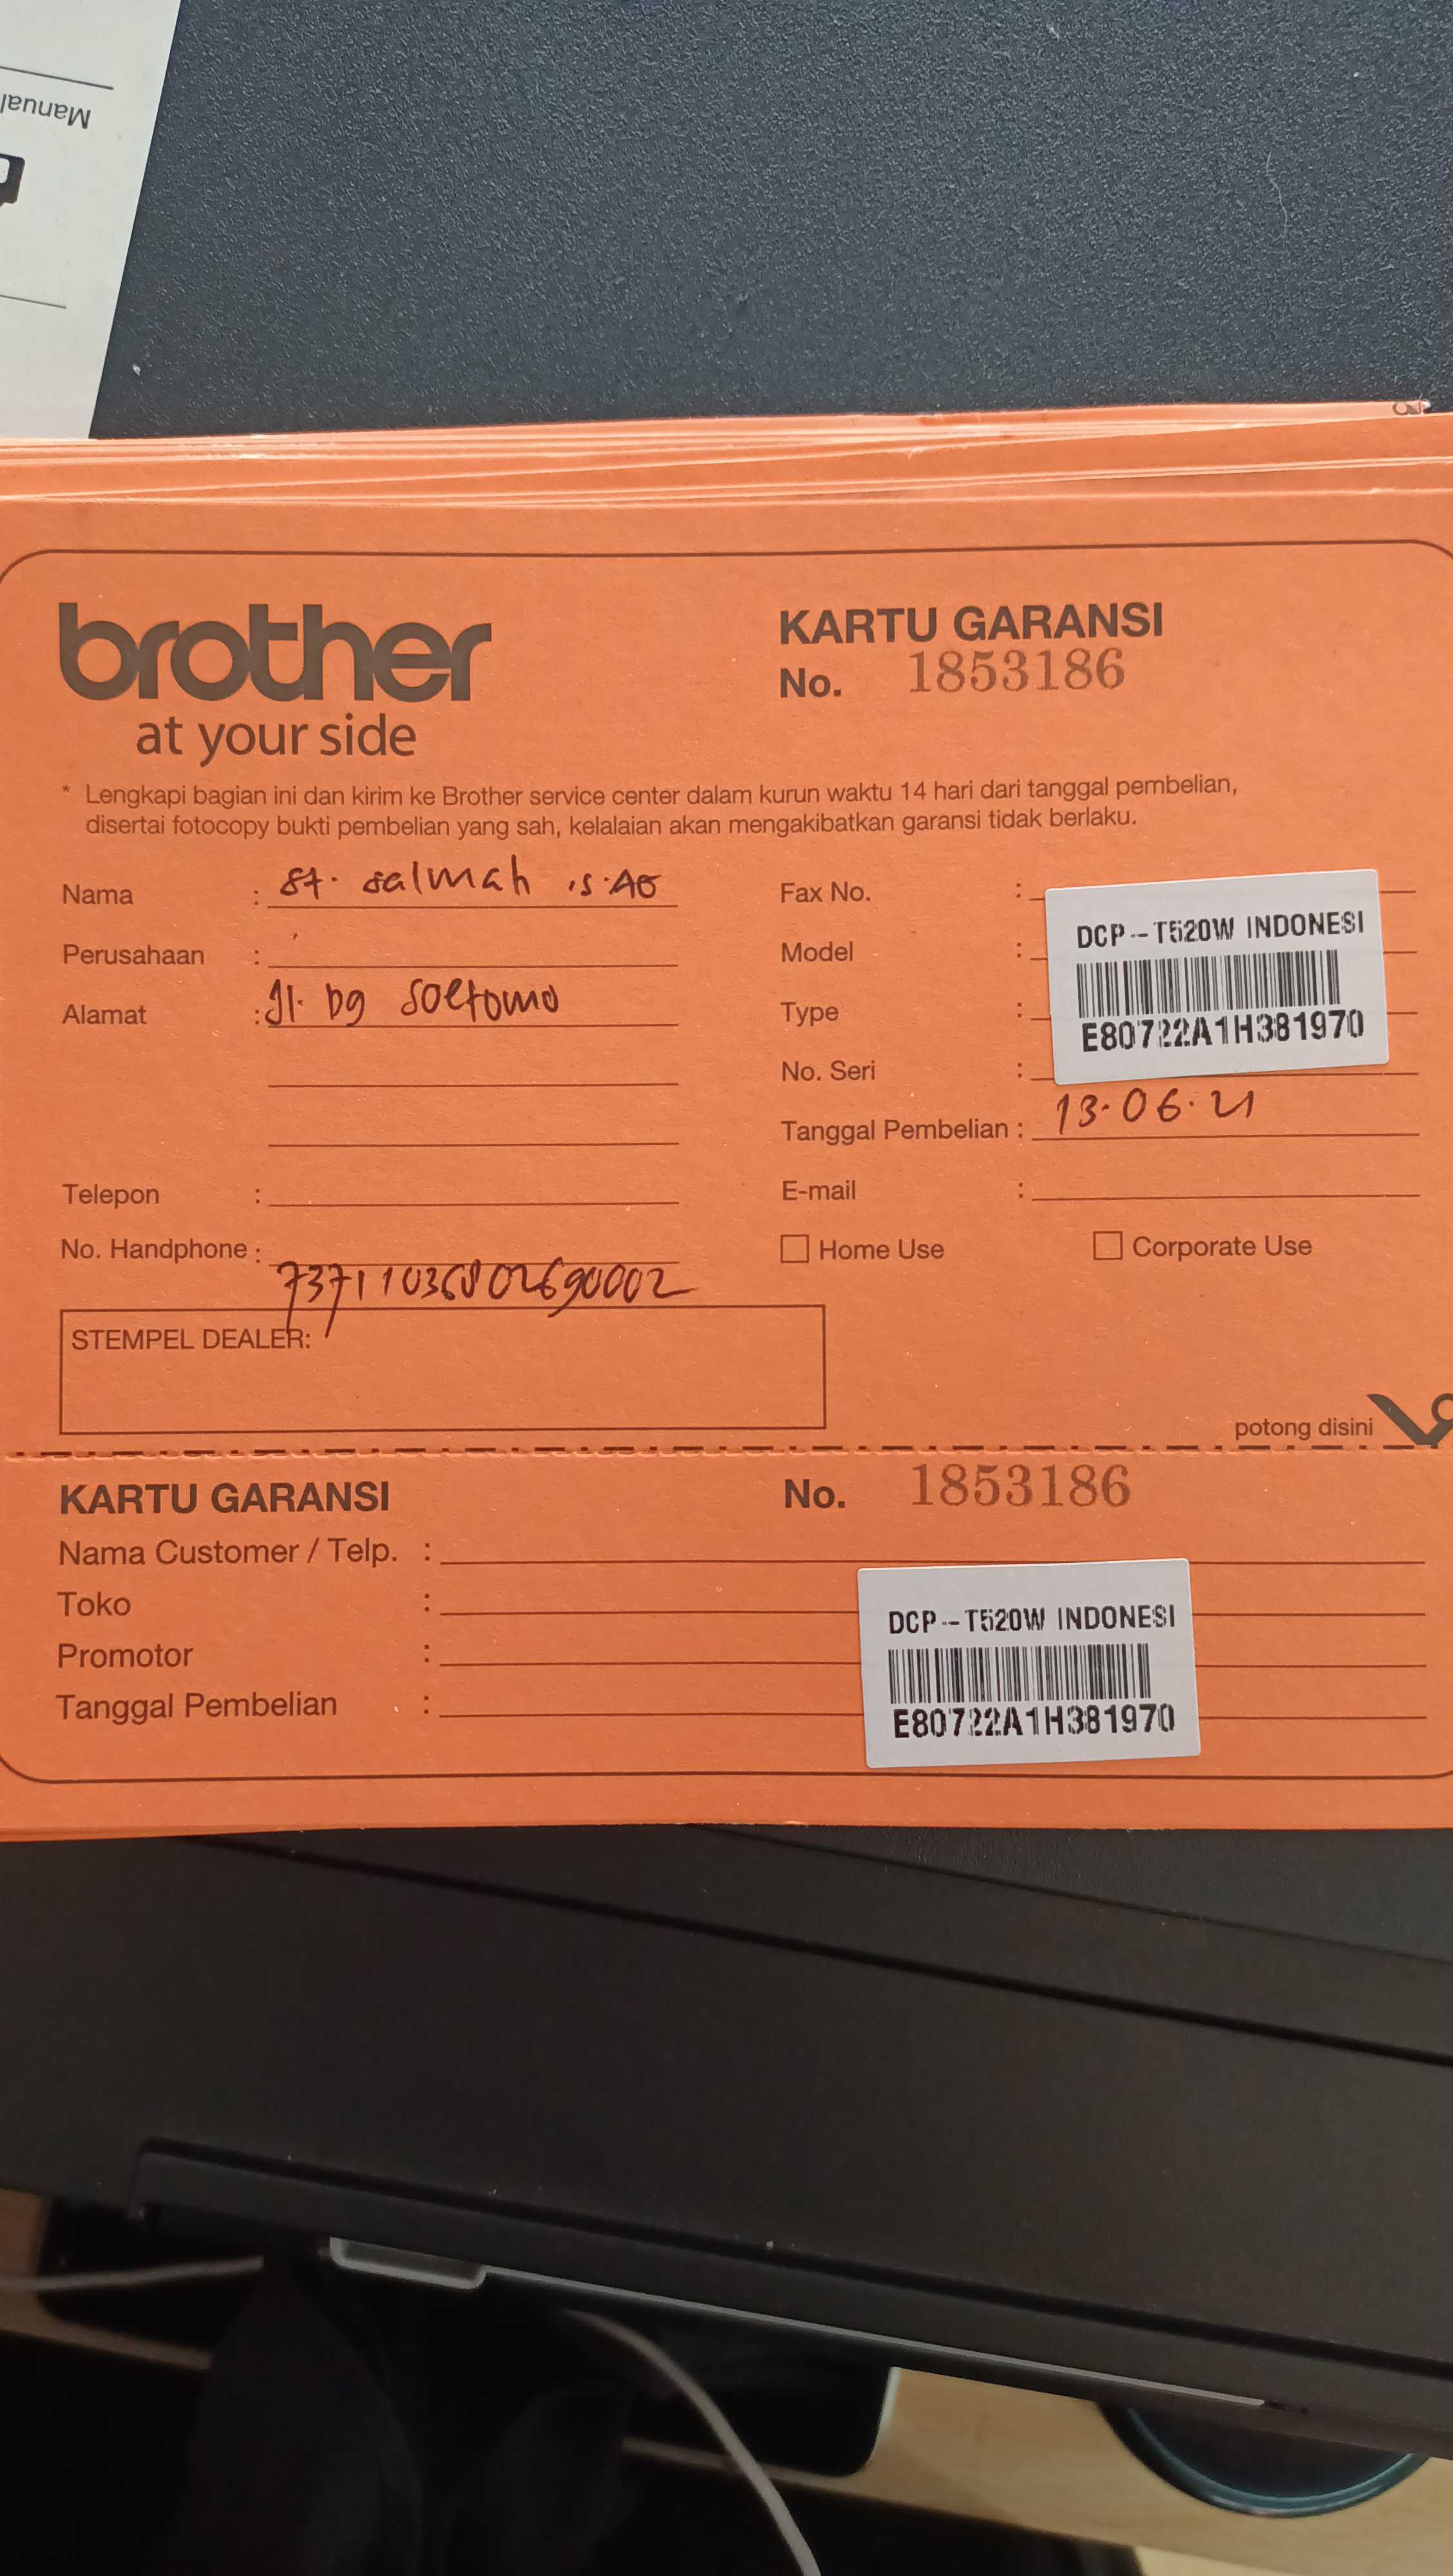 Manual
brother
at your side
KARTU GARANSI
No. 1853186
* Lengkapi bagian ini dan kirim ke Brother service center dalam kurun waktu 14 hari dari tanggal pembelian,
disertai fotocopy bukti pembelian yang sah, kelalaian akan mengakibatkan garansi tidak berlaku.
Nama : St. Salmah
Perusahaan :
Alamat : Jl. Dg Soetomo
Telepon :
No. Handphone :
STEMPEL DEALER:
Fax No. :
Model :
Type :
No. Seri :
DCP-T520W INDONESI
E80722A1H381970
Tanggal Pembelian : 13.06.21
E-mail :
Home Use
Corporate Use
potong disini
KARTU GARANSI
No. 1853186
Nama Customer / Telp. :
Toko :
Promotor :
Tanggal Pembelian :
DCP-T520W INDONESI
E80722A1H381970